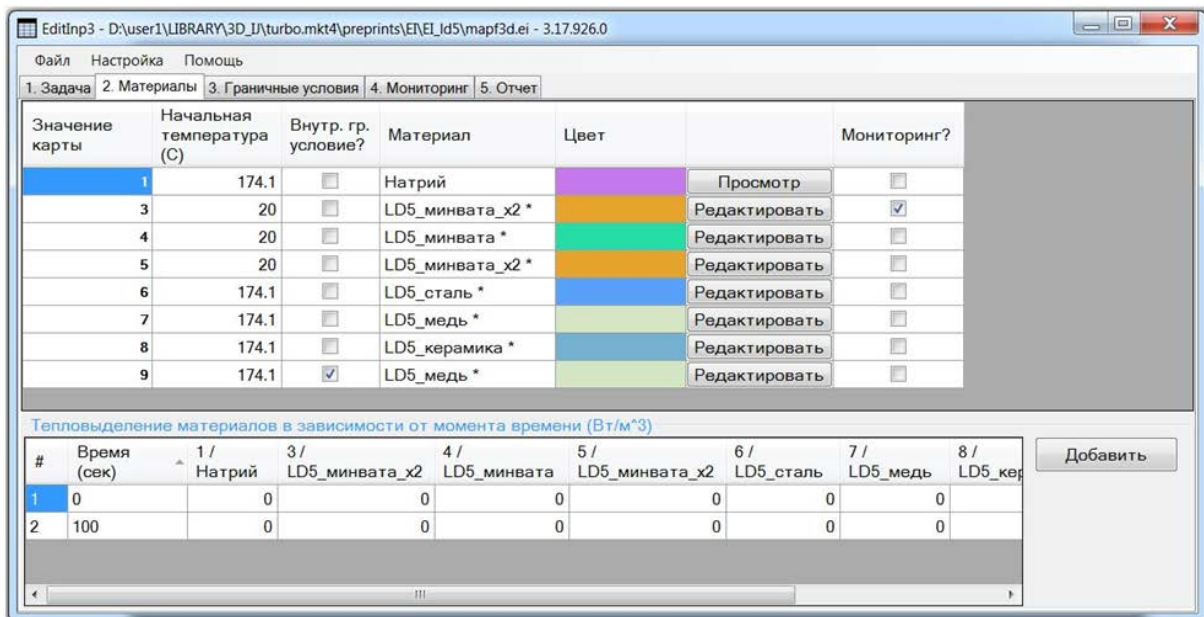 EditInp3 - D:\user1\LIBRARY\3D_IJ\turbo.mkt4\preprints\EI\EI_ld5\mapf3d.ei - 3.17.926.0
Файл Настройка Помощь
1. Задача 2. Материалы 3. Граничные условия 4. Мониторинг 5. Отчет
Значение карты Начальная температура (C) Внутр. гр. условие? Материал Цвет Мониторинг?
1 174.1 Натрий Просмотр
3 20 LD5_минвата_x2 * Редактировать
4 20 LD5_минвата * Редактировать
5 20 LD5_минвата_x2 * Редактировать
6 174.1 LD5_сталь * Редактировать
7 174.1 LD5_медь * Редактировать
8 174.1 LD5_керамика * Редактировать
9 174.1 LD5_медь * Редактировать
Тепловыделение материалов в зависимости от момента времени (Вт/м^3)
# Время (сек) 1 / Натрий 3 / LD5_минвата_x2 4 / LD5_минвата 5 / LD5_минвата_x2 6 / LD5_сталь 7 / LD5_медь 8 / LD5_кер
1 0 0 0 0 0 0 0
2 100 0 0 0 0 0 0
Добавить